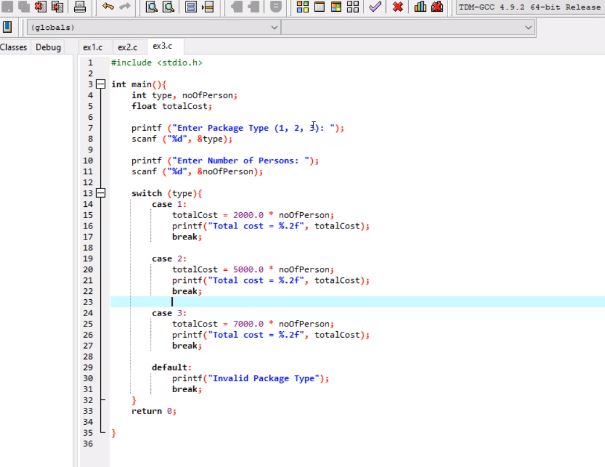 TDM-GCC 4.9.2 64-bit Release
(globals)
Classes Debug
ex1.c ex2.c ex3.c
1 #include <stdio.h>
2
3 int main(){
4 int type, noOfPerson;
5 float totalCost;
6
7 printf ("Enter Package Type (1, 2, 3): ");
8 scanf ("%d", &type);
9
10 printf ("Enter Number of Persons: ");
11 scanf ("%d", &noOfPerson);
12
13 switch (type){
14 case 1:
15 totalCost = 2000.0 * noOfPerson;
16 printf("Total cost = %.2f", totalCost);
17 break;
18
19 case 2:
20 totalCost = 5000.0 * noOfPerson;
21 printf("Total cost = %.2f", totalCost);
22 break;
23
24 case 3:
25 totalCost = 7000.0 * noOfPerson;
26 printf("Total cost = %.2f", totalCost);
27 break;
28
29 default:
30 printf("Invalid Package Type");
31 break;
32 }
33 return 0;
34
35 }
36